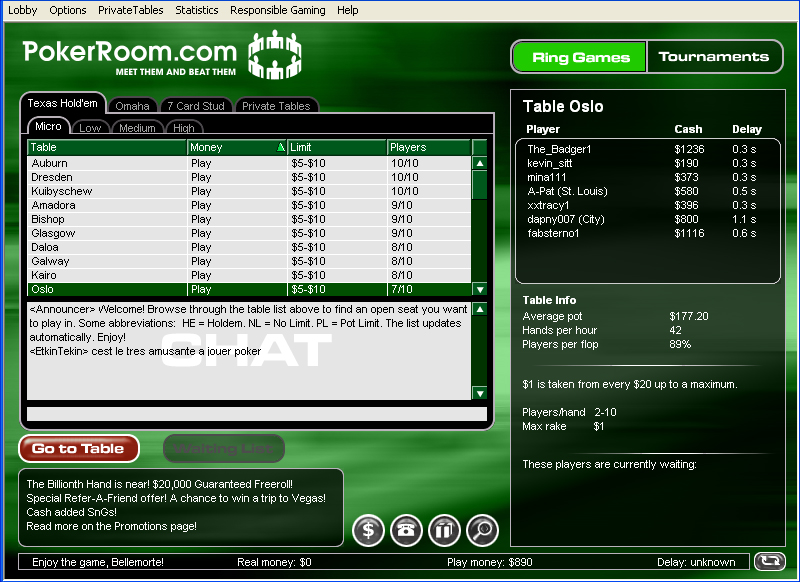 Lobby Options PrivateTables Statistics Responsible Gaming Help
PokerRoom.com
MEET THEM AND BEAT THEM
Ring Games Tournaments
Texas Hold'em Omaha 7 Card Stud Private Tables
Micro Low Medium High
Table Money Limit Players
Auburn Play $5-$10 10/10
Dresden Play $5-$10 10/10
Kuibyschew Play $5-$10 10/10
Amadora Play $5-$10 9/10
Bishop Play $5-$10 9/10
Glasgow Play $5-$10 9/10
Daloa Play $5-$10 8/10
Galway Play $5-$10 8/10
Kairo Play $5-$10 8/10
Oslo Play $5-$10 7/10
<Announcer> Welcome! Browse through the table list above to find an open seat you want
to play in. Some abbreviations: HE = Holdem. NL = No Limit. PL = Pot Limit. The list updates
automatically. Enjoy!
<EtkinTekin> cest le tres amusante a jouer poker
CHAT
Go to Table Waiting List
The Billionth Hand is near! $20,000 Guaranteed Freeroll!
Special Refer-A-Friend offer! A chance to win a trip to Vegas!
Cash added SnGs!
Read more on the Promotions page!
$
Table Oslo
Player Cash Delay
The_Badger1 $1236 0.3 s
kevin_sitt $190 0.3 s
mina111 $373 0.3 s
A-Pat (St. Louis) $580 0.5 s
xxtracy1 $396 0.3 s
dapny007 (City) $800 1.1 s
fabsterno1 $1116 0.6 s
Table Info
Average pot $177.20
Hands per hour 42
Players per flop 89%
$1 is taken from every $20 up to a maximum.
Players/hand 2-10
Max rake $1
These players are currently waiting:
Enjoy the game, Bellemorte! Real money: $0 Play money: $890 Delay: unknown